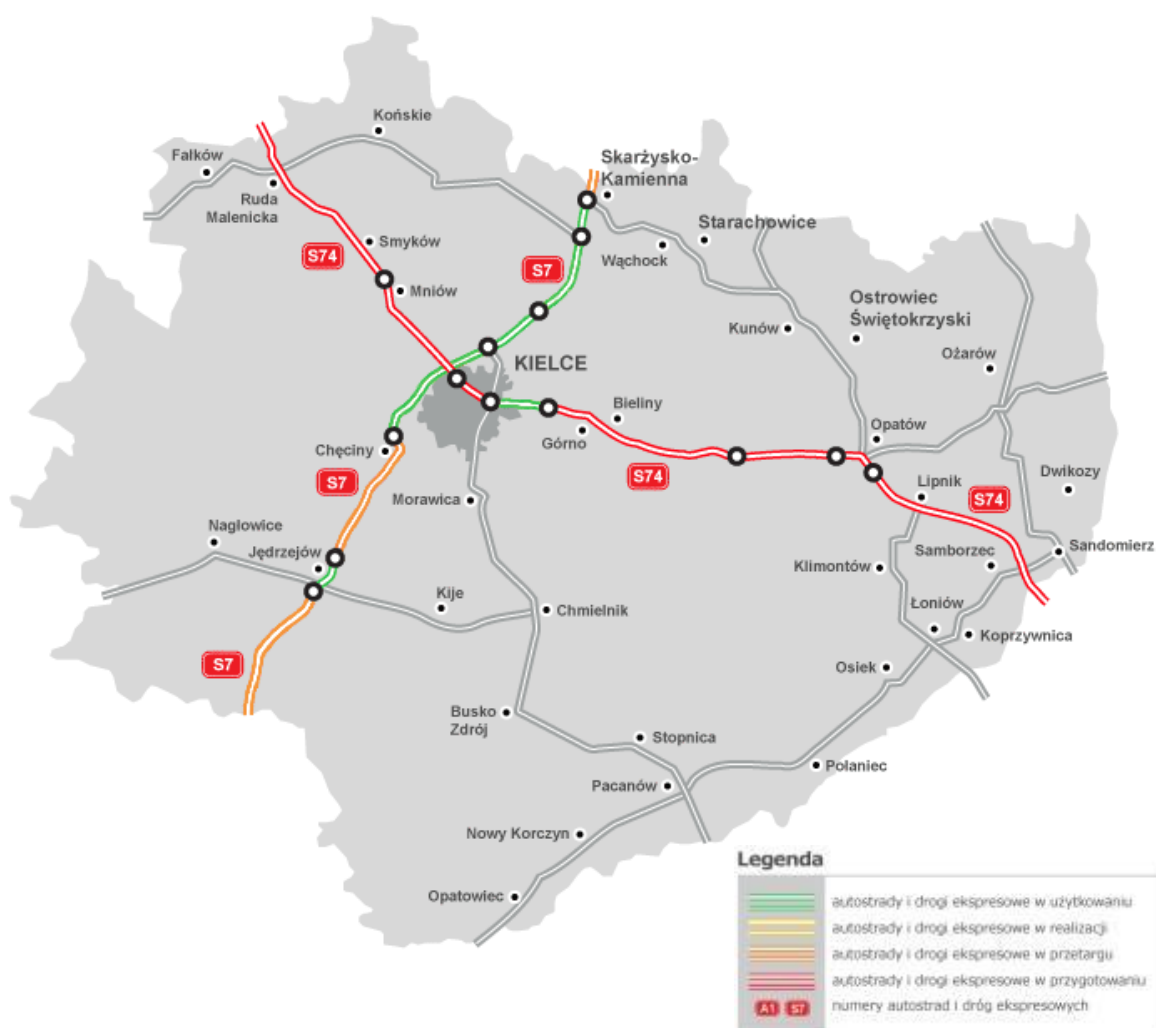 Końskie
Fałków
Ruda
Malenicka
Skarżysko-
Kamienna
Starachowice
S74
Smyków
Wąchock
S7
Mniów
Ostrowiec
Świętokrzyski
Kunów
Ożarów
KIELCE
Bieliny
Górno
Opatów
Chęciny
S7
S74
Lipnik
Dwikozy
S74
Morawica
Nagłowice
Jędrzejów
Samborzec
Sandomierz
Klimontów
Kije
Chmielnik
Łoniów
Koprzywnica
S7
Osiek
Busko
Zdrój
Stopnica
Połaniec
Pacanów
Nowy Korczyn
Opatowiec
Legenda
autostrady i drogi ekspresowe w użytkowaniu
autostrady i drogi ekspresowe w realizacji
autostrady i drogi ekspresowe w przetargu
autostrady i drogi ekspresowe w przygotowaniu
A1 S7 numery autostrad i dróg ekspresowych